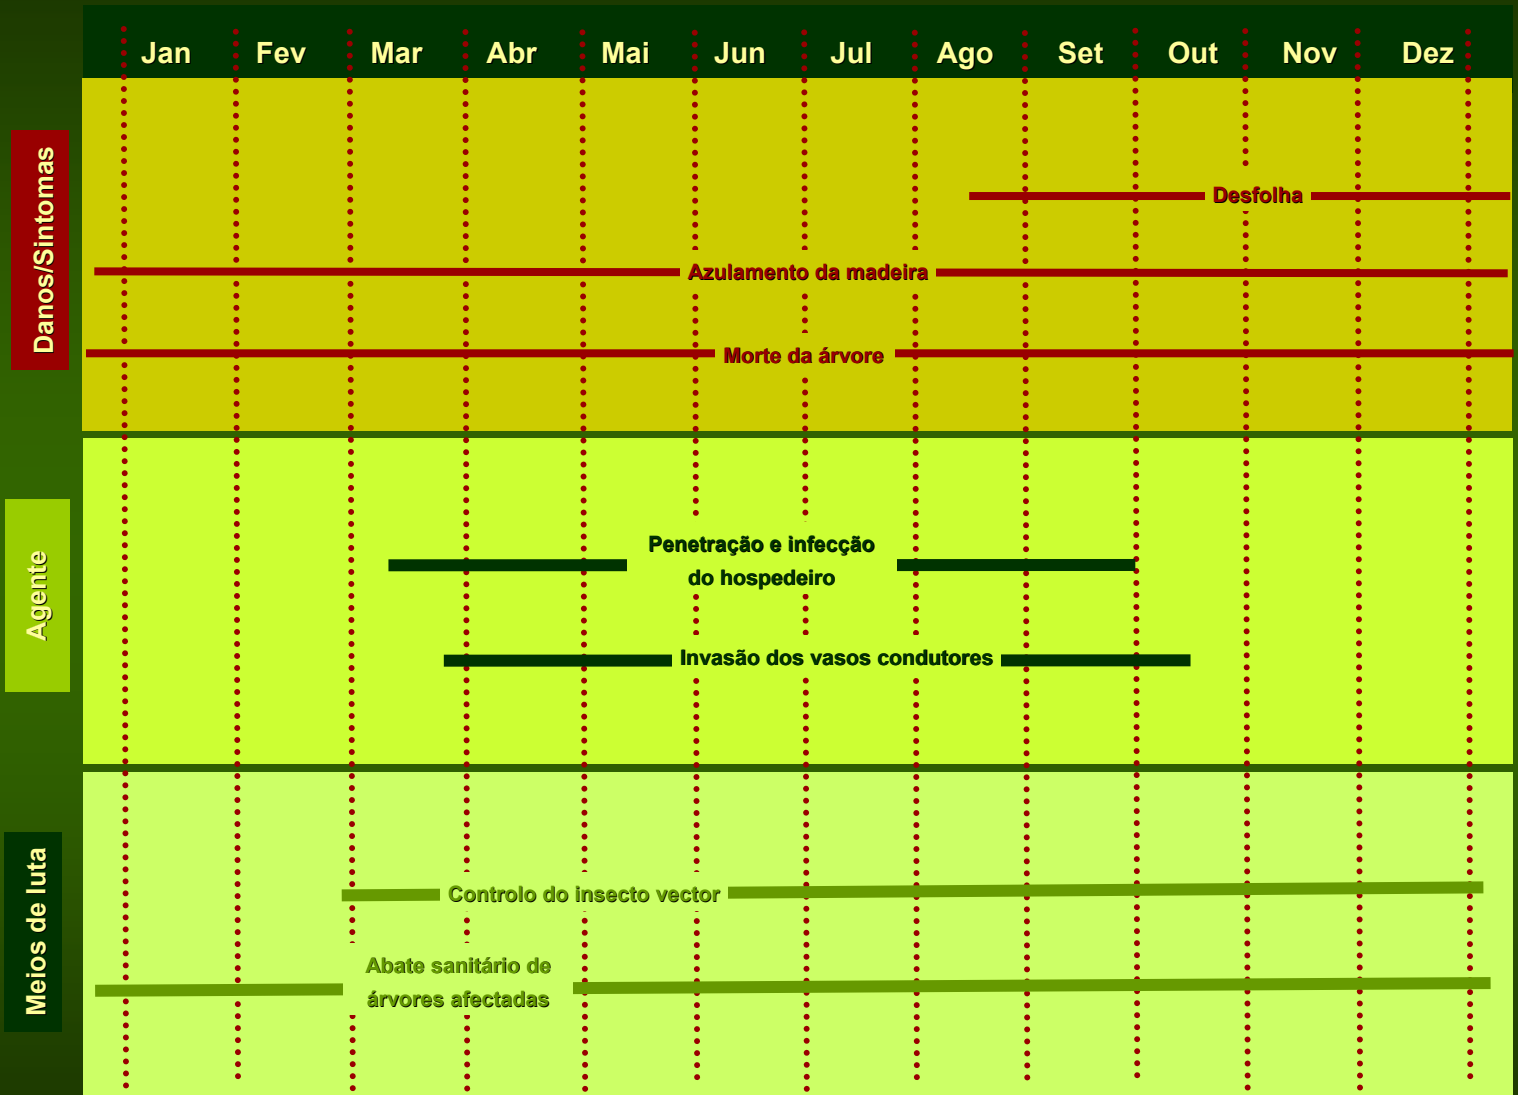 Jan Fev Mar Abr Mai Jun Jul Ago Set Out Nov Dez
Danos/Sintomas
Desfolha
Azulamento da madeira
Morte da árvore
Agente
Penetração e infecção
do hospedeiro
Invasão dos vasos condutores
Meios de luta
Controlo do insecto vector
Abate sanitário de
árvores afectadas